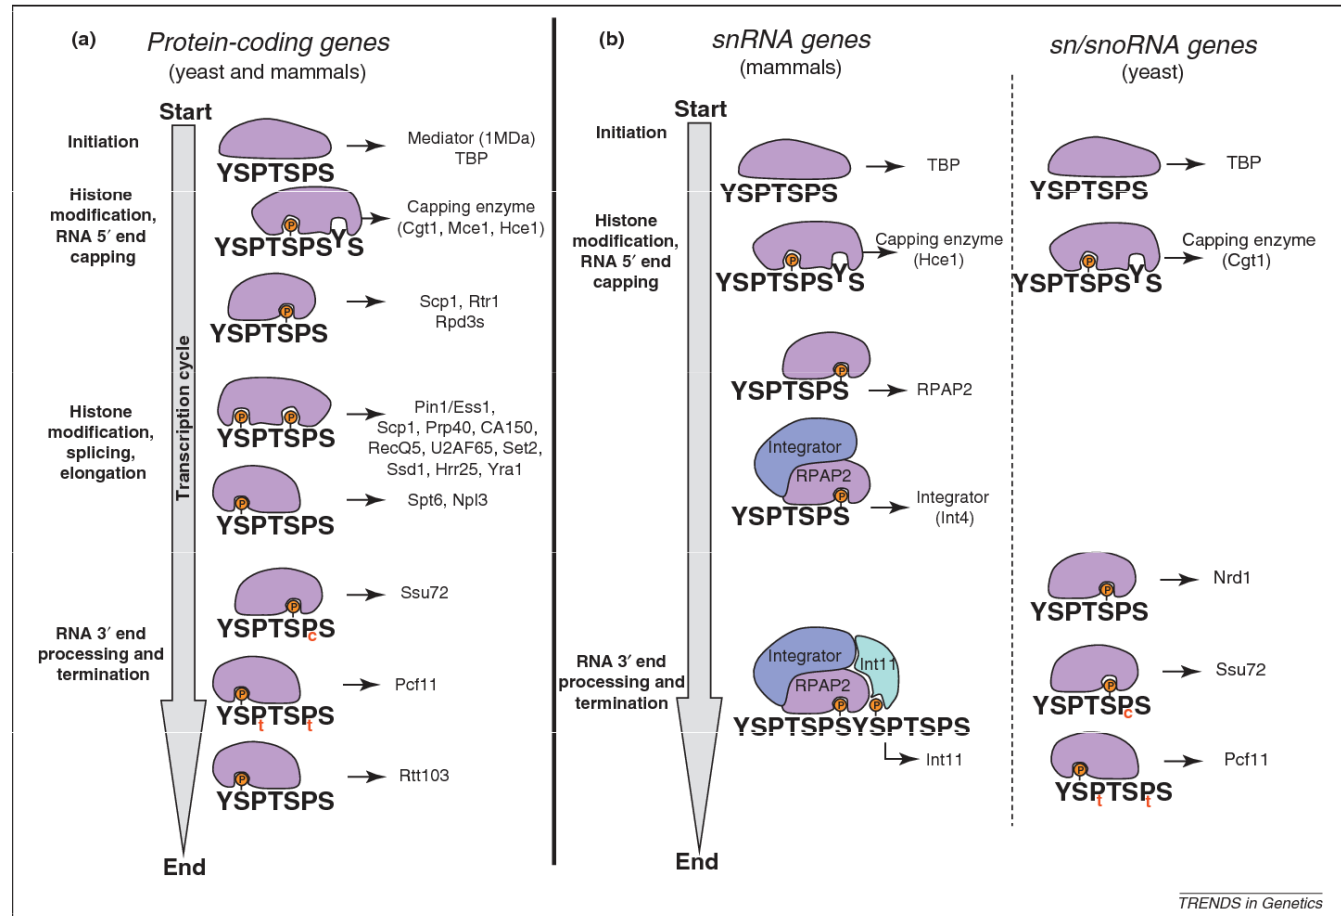 (a)
Protein-coding genes
(yeast and mammals)
Start
Transcription cycle
Initiation
YSPTSPS
Mediator (1MDa)
TBP
Histone
modification,
RNA 5′ end
capping
P
YSPTSPSYS
Capping enzyme
(Cgt1, Mce1, Hce1)
P
YSPTSPS
Scp1, Rtr1
Rpd3s
Histone
modification,
splicing,
elongation
P P
YSPTSPS
Pin1/Ess1,
Scp1, Prp40, CA150,
RecQ5, U2AF65, Set2,
Ssd1, Hrr25, Yra1
P
YSPTSPS
Spt6, Npl3
RNA 3′ end
processing and
termination
P
YSPTSPS
c
Ssu72
P
YSPTSPS
t t
Pcf11
P
YSPTSPS
Rtt103
End
(b)
snRNA genes
(mammals)
Start
Initiation
YSPTSPS
TBP
Histone
modification,
RNA 5′ end
capping
P
YSPTSPSYS
Capping enzyme
(Hce1)
P
YSPTSPS
RPAP2
Integrator
RPAP2
P
YSPTSPS
Integrator
(Int4)
RNA 3′ end
processing and
termination
Integrator
Int11
RPAP2
P P
YSPTSPSYSPTSPS
Int11
End
sn/snoRNA genes
(yeast)
YSPTSPS
TBP
P
YSPTSPSYS
Capping enzyme
(Cgt1)
P
YSPTSPS
Nrd1
P
YSPTSPS
c
Ssu72
P
YSPTSPS
t t
Pcf11
TRENDS in Genetics